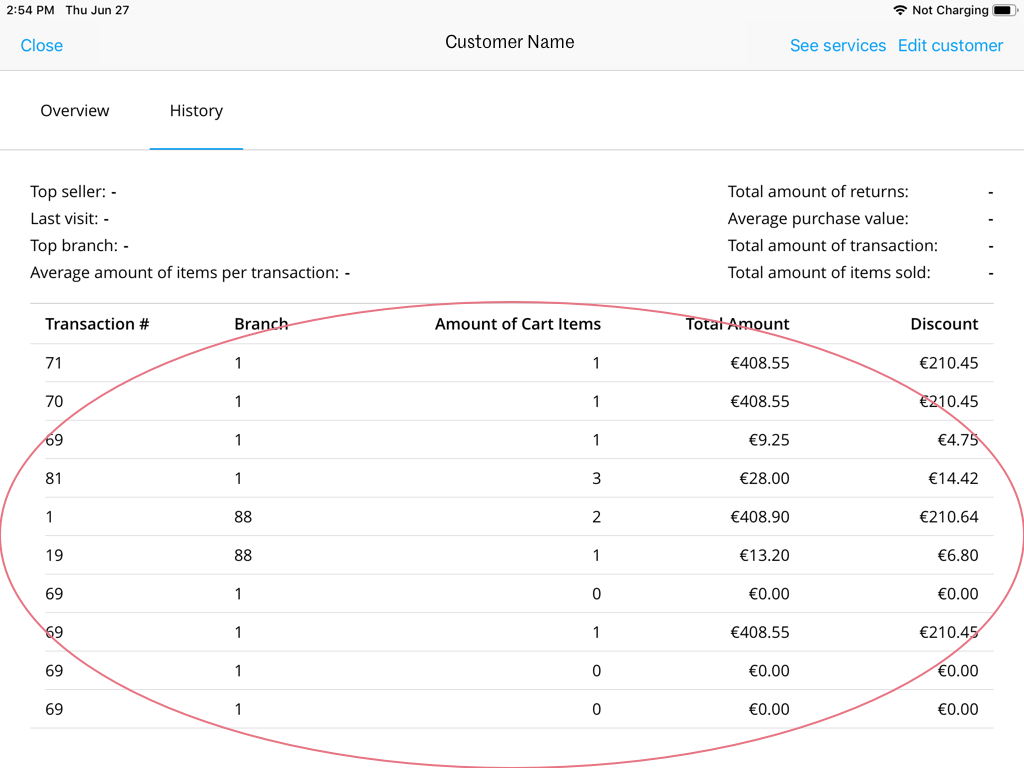 2:54 PM Thu Jun 27 Not Charging
Close Customer Name See services Edit customer
Overview History
Top seller: - Total amount of returns: -
Last visit: - Average purchase value: -
Top branch: - Total amount of transaction: -
Average amount of items per transaction: - Total amount of items sold: -
Transaction # Branch Amount of Cart Items Total Amount Discount
71 1 1 €408.55 €210.45
70 1 1 €408.55 €210.45
69 1 1 €9.25 €4.75
81 1 3 €28.00 €14.42
1 88 2 €408.90 €210.64
19 88 1 €13.20 €6.80
69 1 0 €0.00 €0.00
69 1 1 €408.55 €210.45
69 1 0 €0.00 €0.00
69 1 0 €0.00 €0.00